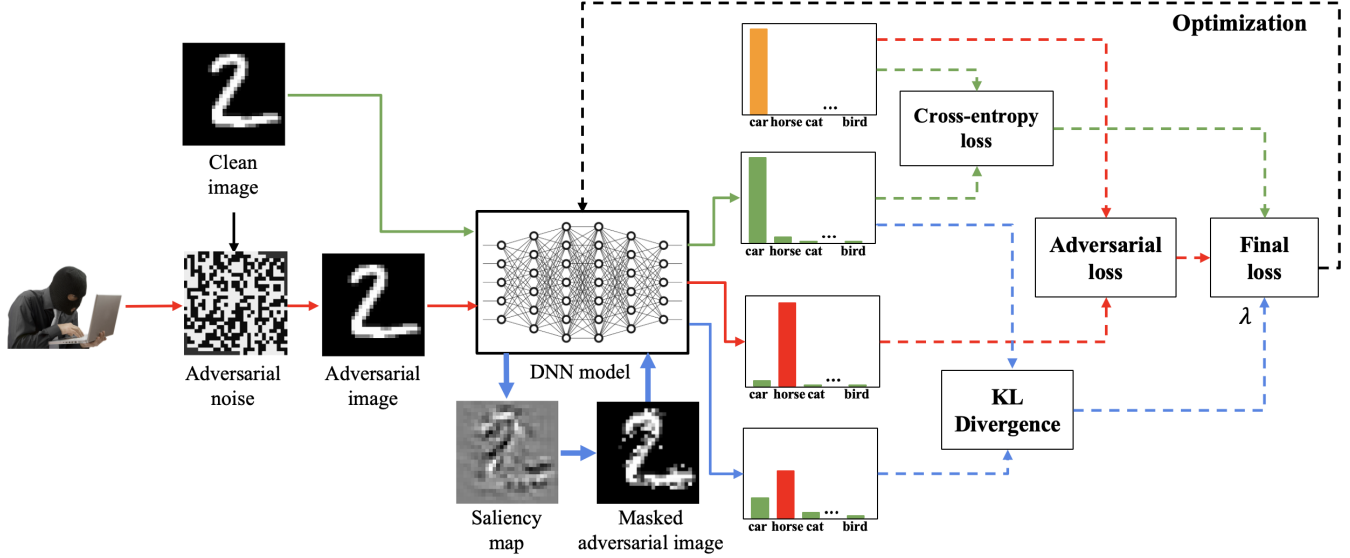 Optimization
Clean
image
Adversarial
noise
Adversarial
image
DNN model
Saliency
map
Masked
adversarial image
...
car horse cat bird
...
car horse cat bird
...
car horse cat bird
...
car horse cat bird
Cross-entropy
loss
Adversarial
loss
Final
loss
λ
KL
Divergence